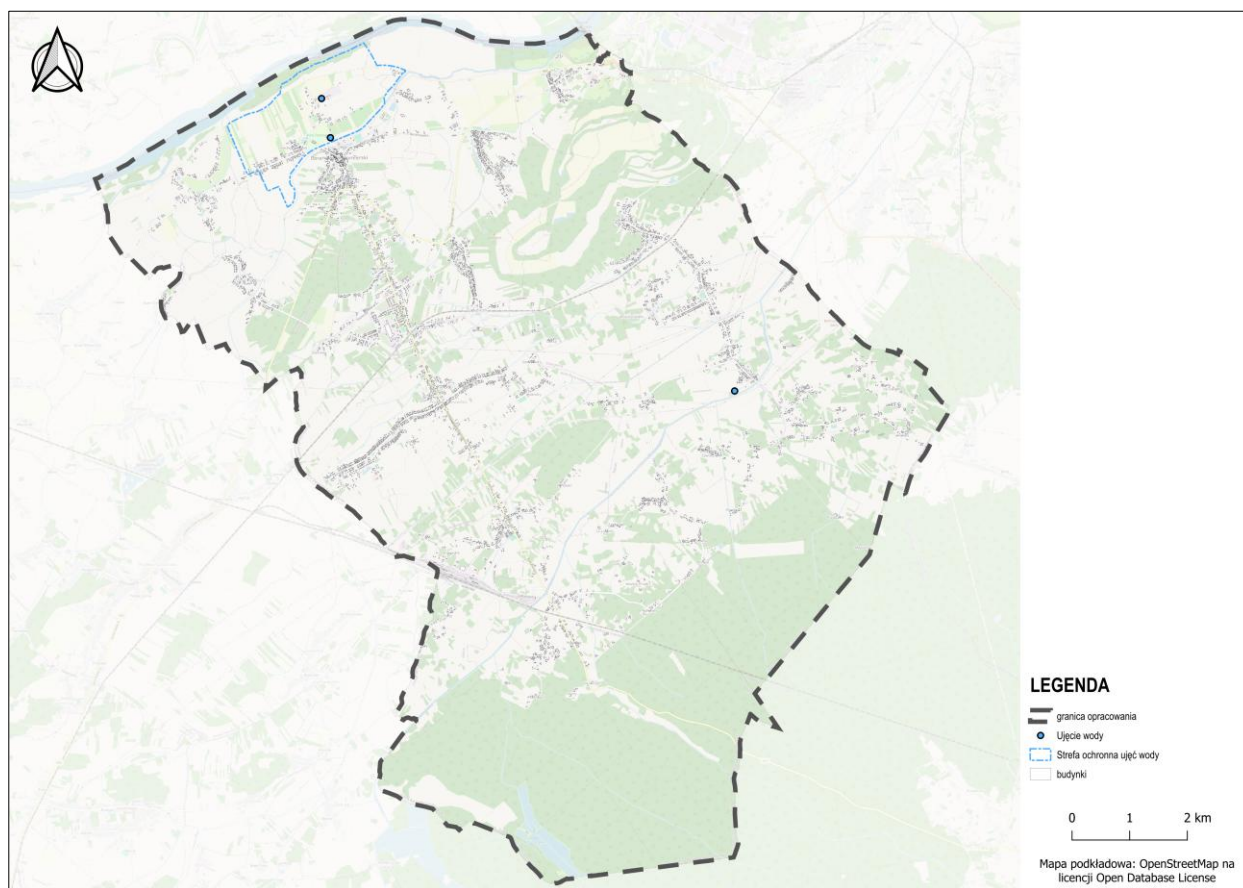 LEGENDA
granica opracowania
Ujęcie wody
Strefa ochronna ujęć wody
budynki
0 1 2 km
Mapa podkładowa: OpenStreetMap na
licencji Open Database License